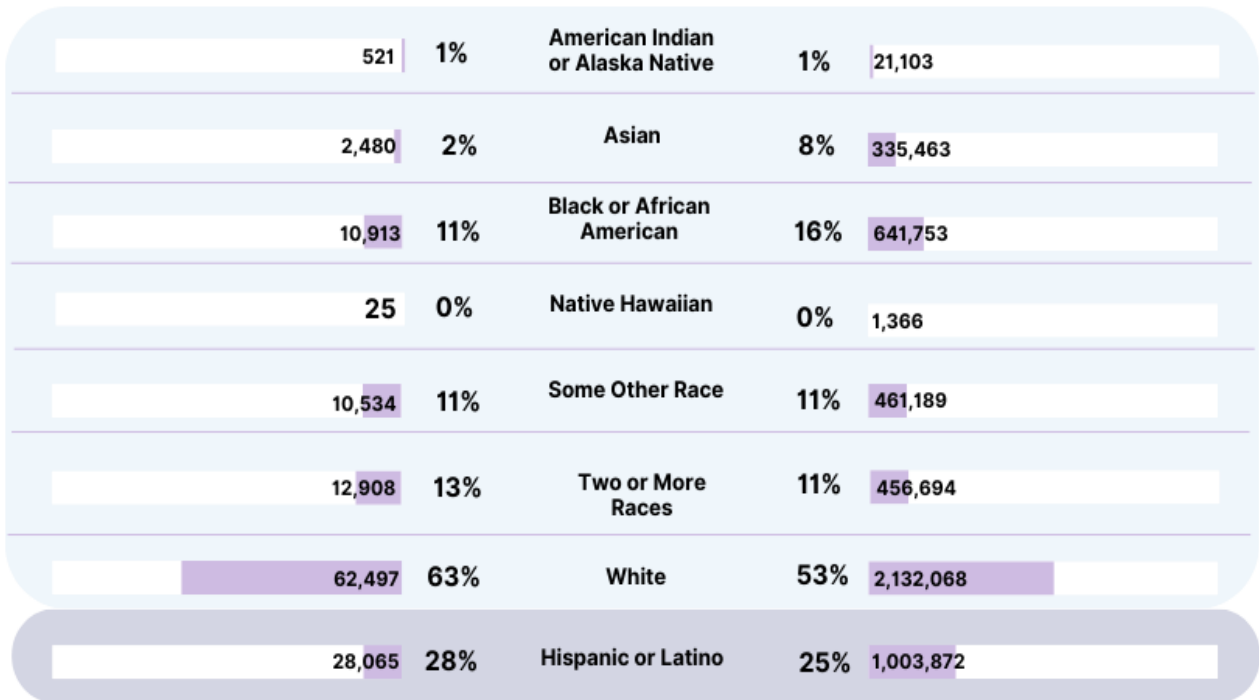 521 1% American Indian or Alaska Native 1% 21,103
2,480 2% Asian 8% 335,463
10,913 11% Black or African American 16% 641,753
25 0% Native Hawaiian 0% 1,366
10,534 11% Some Other Race 11% 461,189
12,908 13% Two or More Races 11% 456,694
62,497 63% White 53% 2,132,068
28,065 28% Hispanic or Latino 25% 1,003,872